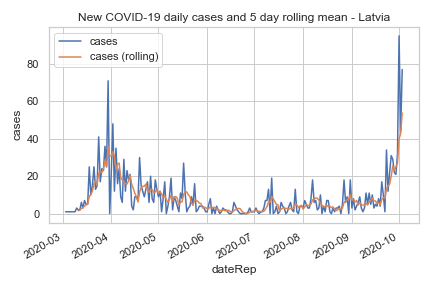 New COVID-19 daily cases and 5 day rolling mean - Latvia
cases
cases (rolling)
cases
80
60
40
20
0
2020-03
2020-04
2020-05
2020-06
2020-07
2020-08
2020-09
2020-10
dateRep